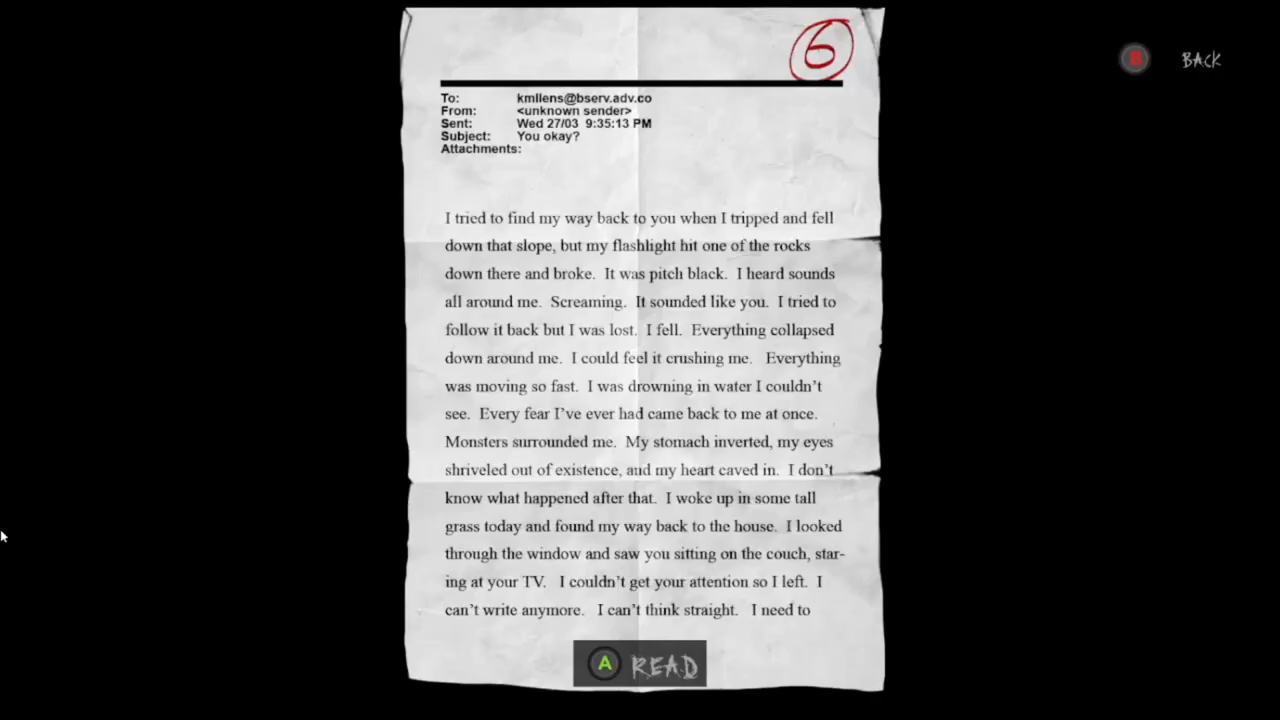 6
B BACK
To: kmllens@bserv.adv.co
From: <unknown sender>
Sent: Wed 27/03 9:35:13 PM
Subject: You okay?
Attachments:
I tried to find my way back to you when I tripped and fell
down that slope, but my flashlight hit one of the rocks
down there and broke. It was pitch black. I heard sounds
all around me. Screaming. It sounded like you. I tried to
follow it back but I was lost. I fell. Everything collapsed
down around me. I could feel it crushing me. Everything
was moving so fast. I was drowning in water I couldn't
see. Every fear I've ever had came back to me at once.
Monsters surrounded me. My stomach inverted, my eyes
shriveled out of existence, and my heart caved in. I don't
know what happened after that. I woke up in some tall
grass today and found my way back to the house. I looked
through the window and saw you sitting on the couch, star-
ing at your TV. I couldn't get your attention so I left. I
can't write anymore. I can't think straight. I need to
A READ